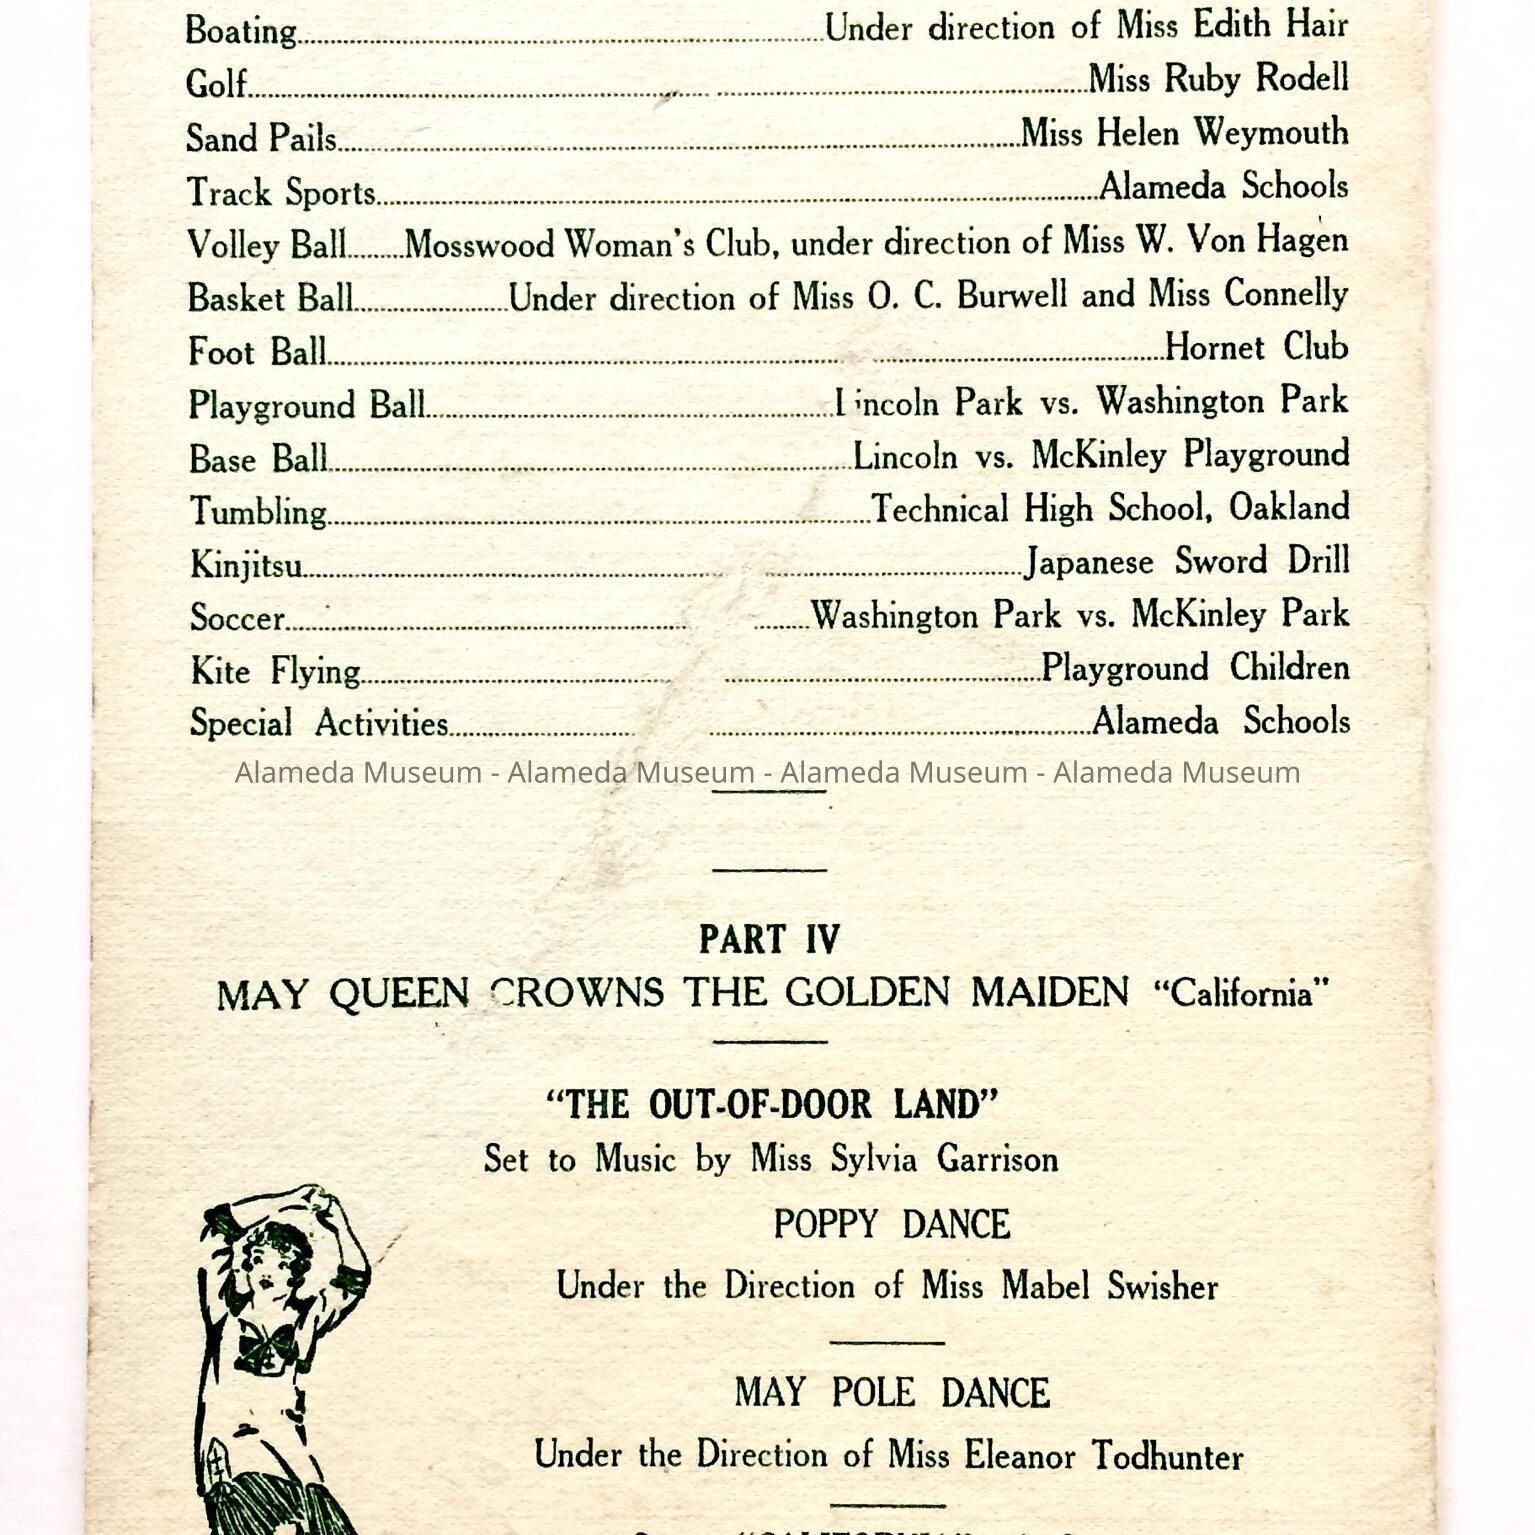 Boating Under direction of Miss Edith Hair
Golf Miss Ruby Rodell
Sand Pails Miss Helen Weymouth
Track Sports Alameda Schools
Volley Ball Mosswood Woman's Club, under direction of Miss W. Von Hagen
Basket Ball Under direction of Miss O. C. Burwell and Miss Connelly
Foot Ball Hornet Club
Playground Ball Lincoln Park vs. Washington Park
Base Ball Lincoln vs. McKinley Playground
Tumbling Technical High School, Oakland
Kinjitsu Japanese Sword Drill
Soccer Washington Park vs. McKinley Park
Kite Flying Playground Children
Special Activities Alameda Schools
Alameda Museum - Alameda Museum - Alameda Museum - Alameda Museum
PART IV
MAY QUEEN CROWNS THE GOLDEN MAIDEN "California"
"THE OUT-OF-DOOR LAND"
Set to Music by Miss Sylvia Garrison
POPPY DANCE
Under the Direction of Miss Mabel Swisher
MAY POLE DANCE
Under the Direction of Miss Eleanor Todhunter